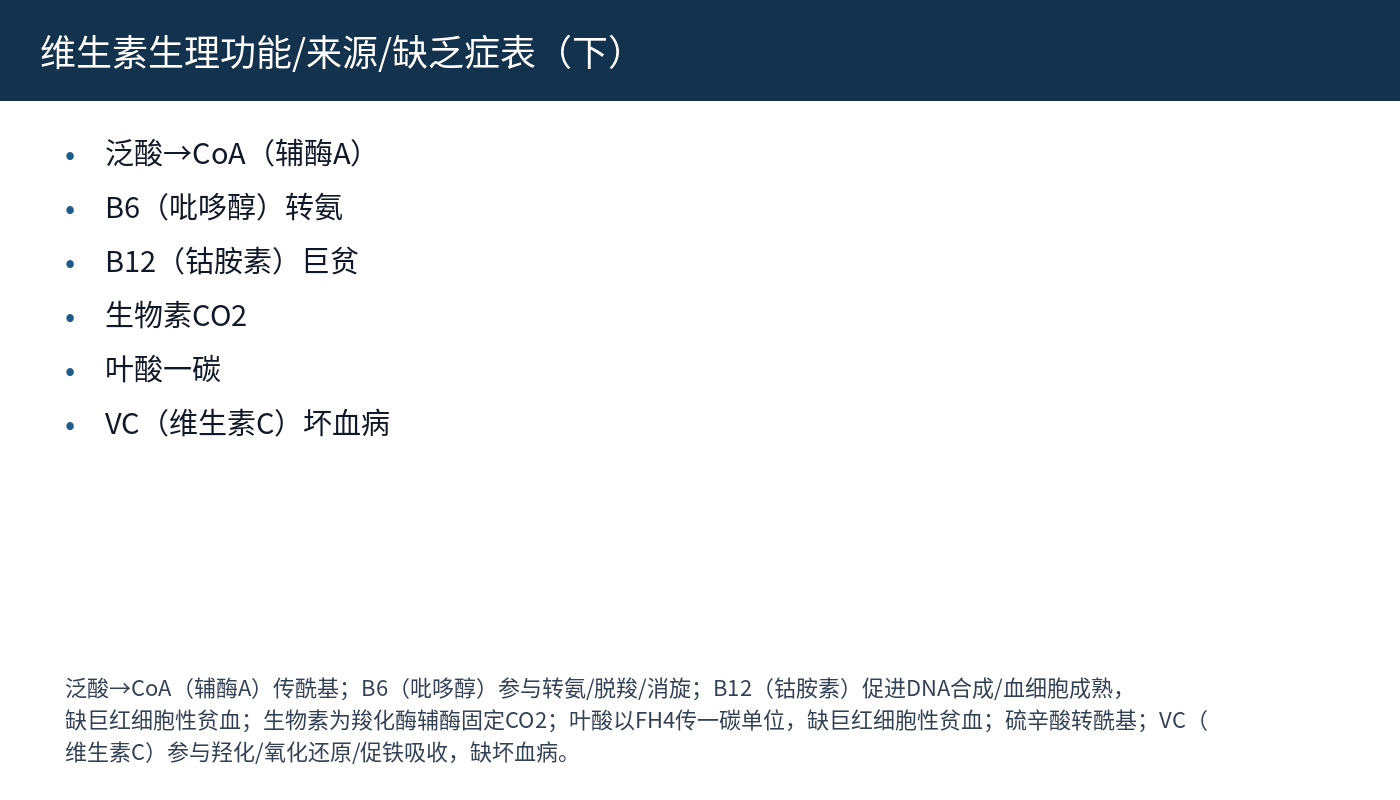 维生素生理功能/来源/缺乏症表（下）
• 泛酸→CoA（辅酶A）
• B6（吡哆醇）转氨
• B12（钴胺素）巨贫
• 生物素CO2
• 叶酸一碳
• VC（维生素C）坏血病
泛酸→CoA（辅酶A）传酰基；B6（吡哆醇）参与转氨/脱羧/消旋；B12（钴胺素）促进DNA合成/血细胞成熟，
缺巨红细胞性贫血；生物素为羧化酶辅酶固定CO2；叶酸以FH4传一碳单位，缺巨红细胞性贫血；硫辛酸转酰基；VC（
维生素C）参与羟化/氧化还原/促铁吸收，缺坏血病。